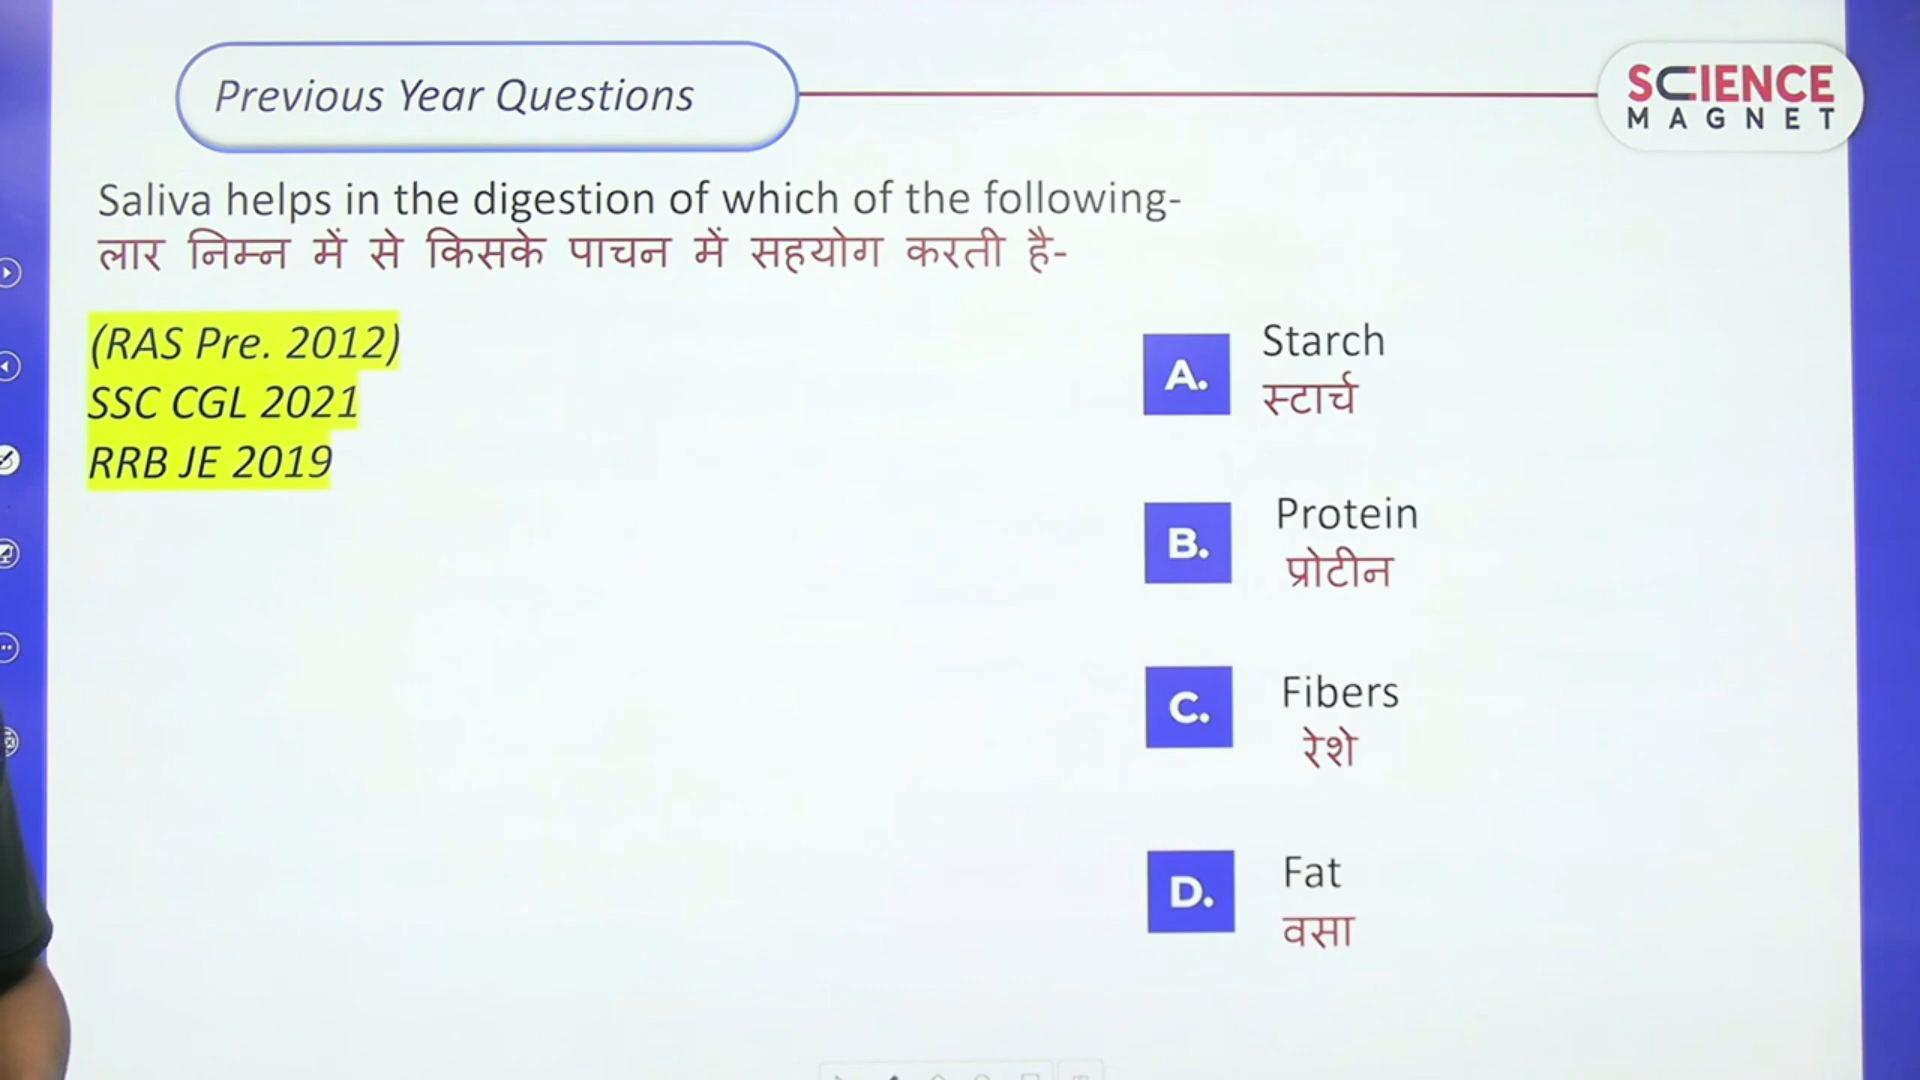 Previous Year Questions
SCIENCE
MAGNET
Saliva helps in the digestion of which of the following-
लार निम्न में से किसके पाचन में सहयोग करती है-
(RAS Pre. 2012)
SSC CGL 2021
RRB JE 2019
A.
Starch
स्टार्च
B.
Protein
प्रोटीन
C.
Fibers
रेशे
D.
Fat
वसा